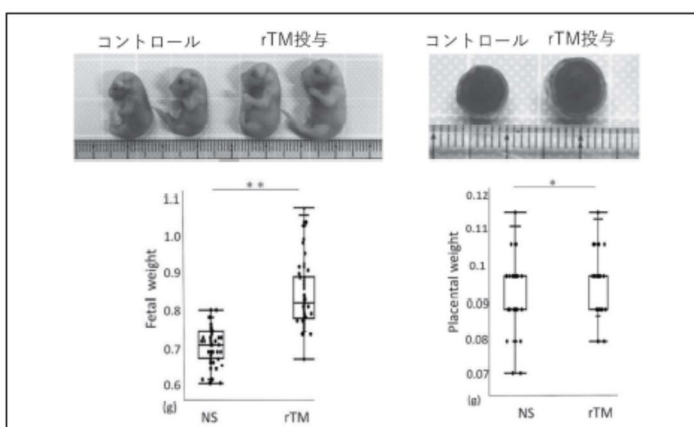 コントロール rTM投与
コントロール rTM投与
**
Fetal weight
1.1
1.0
0.9
0.8
0.7
0.6
(g)
NS rTM
*
Placental weight
0.12
0.11
0.1
0.09
0.08
0.07
(g)
NS rTM